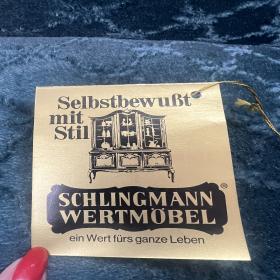 Selbstbewußt
mit
Stil
SCHLINGMANN®
WERTMÖBEL
ein Wert fürs ganze Leben